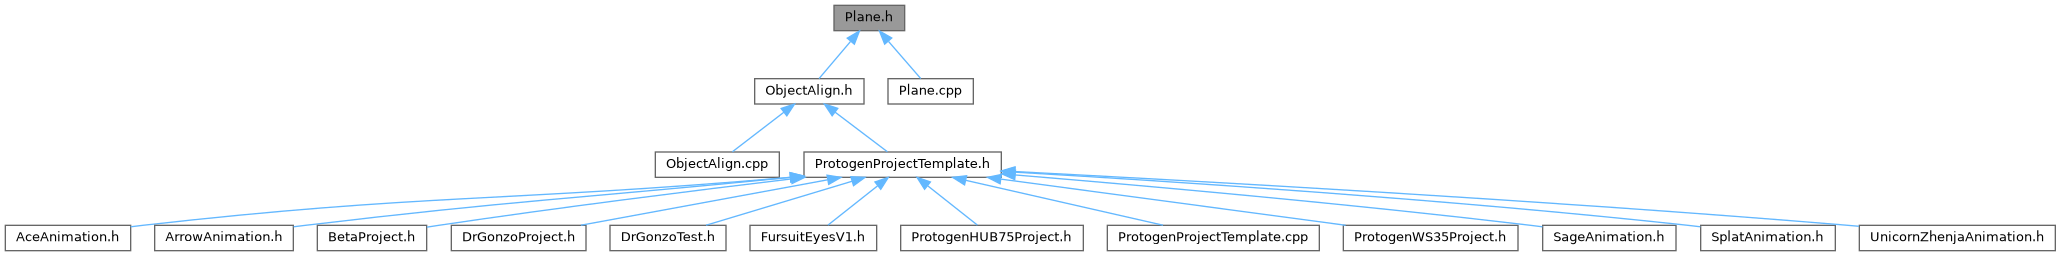 Plane.h
ObjectAlign.h
Plane.cpp
ObjectAlign.cpp
ProtogenProjectTemplate.h
AceAnimation.h
ArrowAnimation.h
BetaProject.h
DrGonzoProject.h
DrGonzoTest.h
FursuitEyesV1.h
ProtogenHUB75Project.h
ProtogenProjectTemplate.cpp
ProtogenWS35Project.h
SageAnimation.h
SplatAnimation.h
UnicornZhenjaAnimation.h